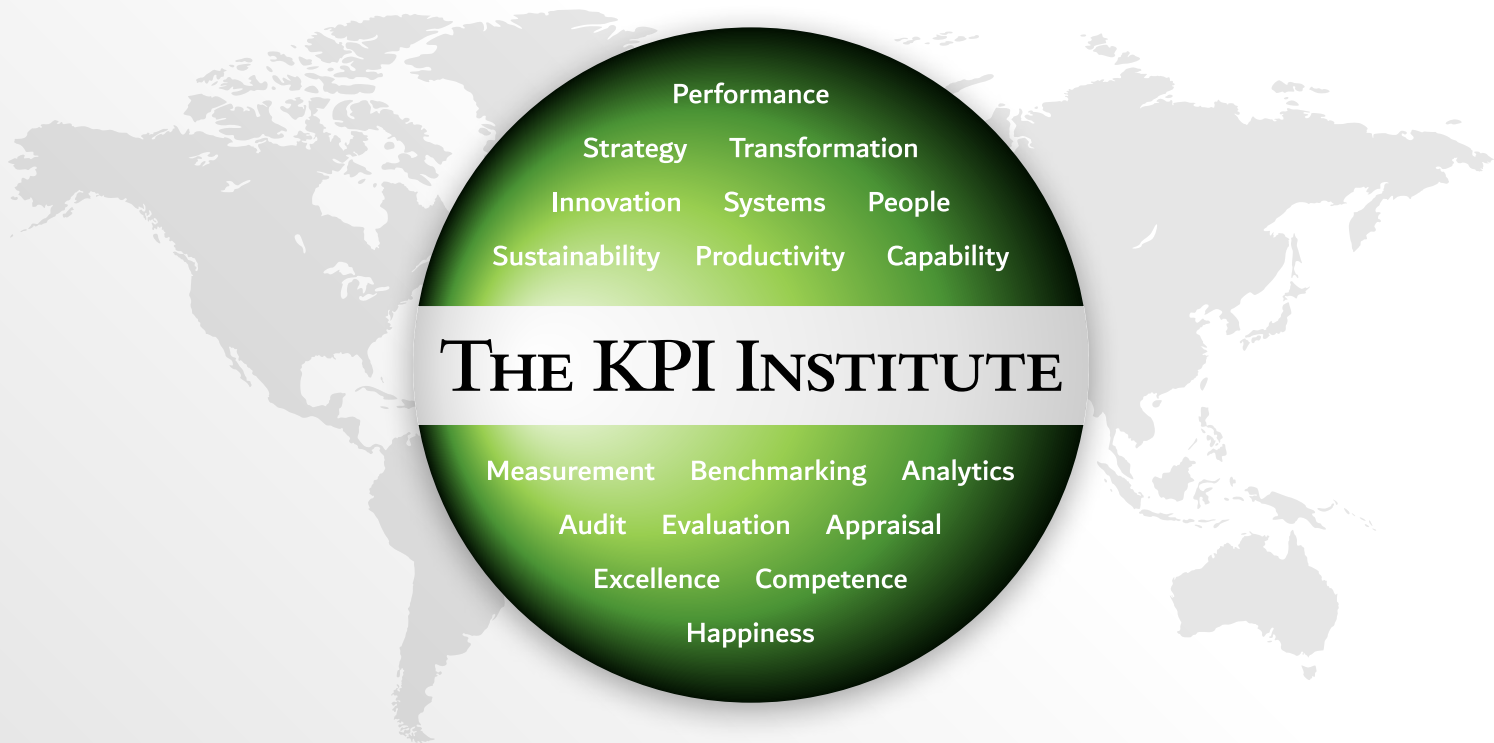 Performance
Strategy Transformation
Innovation Systems People
Sustainability Productivity Capability
The KPI Institute
Measurement Benchmarking Analytics
Audit Evaluation Appraisal
Excellence Competence
Happiness